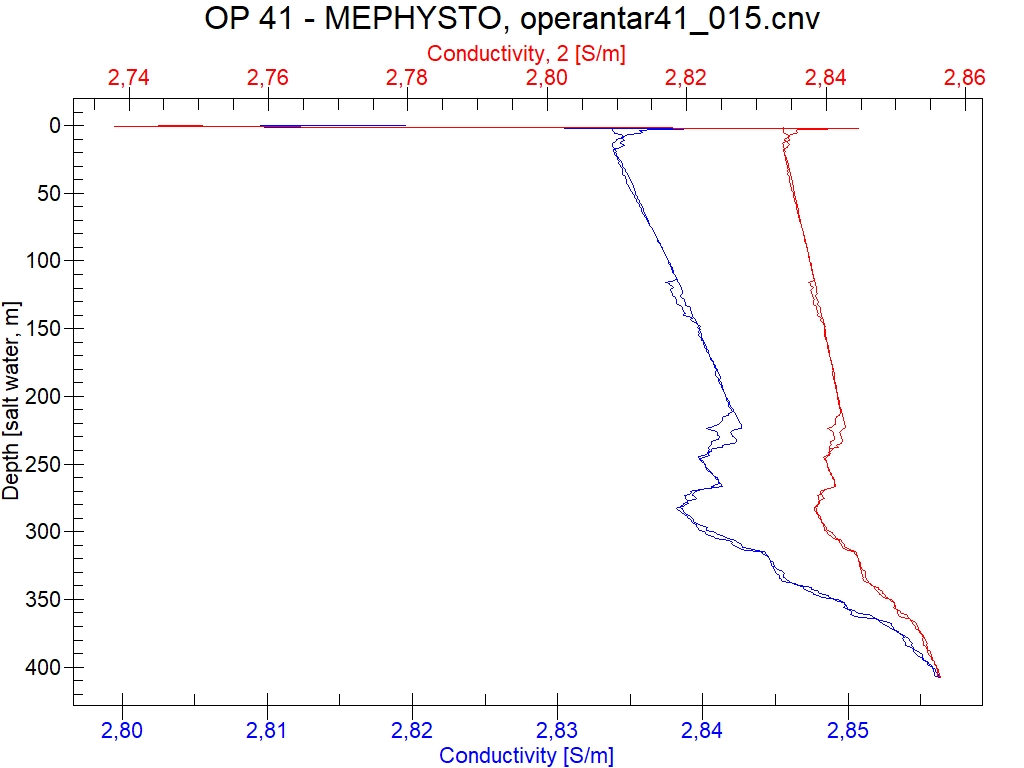 OP 41 - MEPHYSTO, operantar41_015.cnv
Conductivity, 2 [S/m]
2,74 2,76 2,78 2,80 2,82 2,84 2,86
Depth [salt water, m]
0
50
100
150
200
250
300
350
400
2,80 2,81 2,82 2,83 2,84 2,85
Conductivity [S/m]